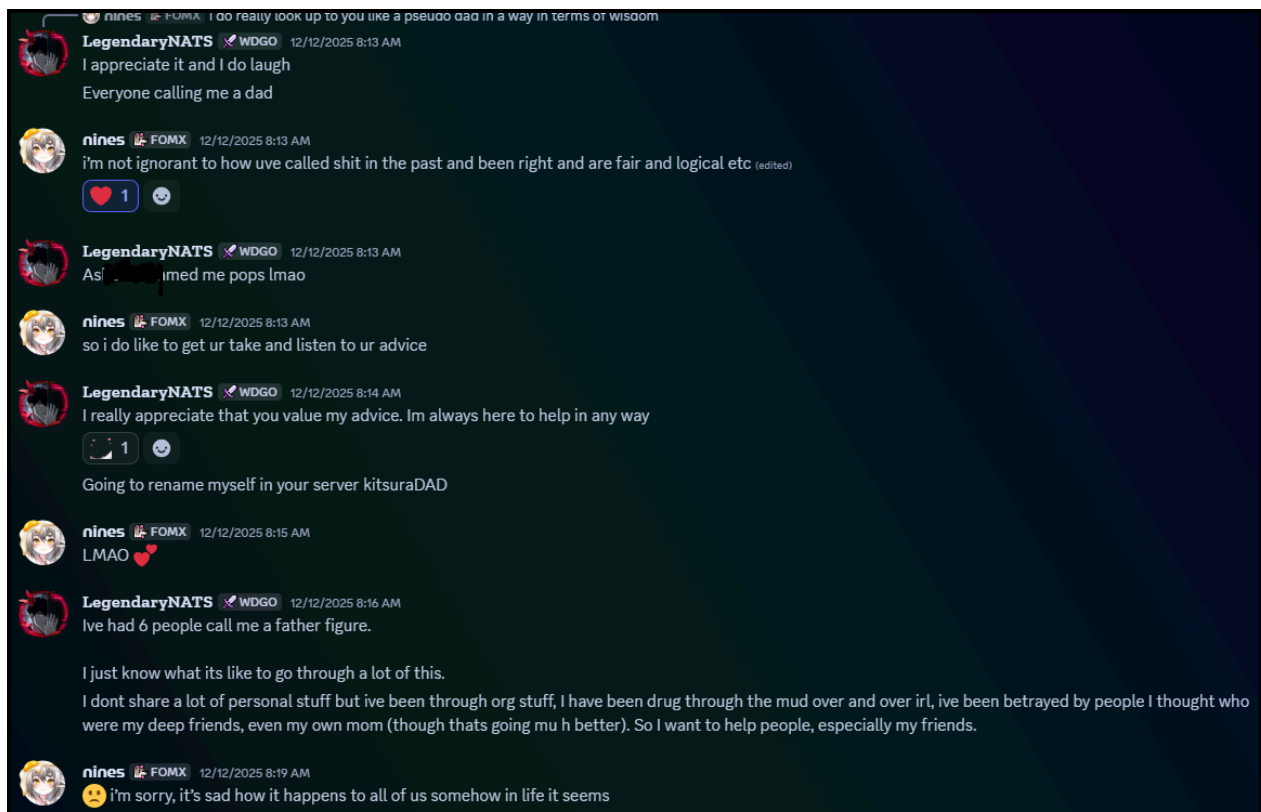 nines FOMX I do really look up to you like a pseudo dad in a way in terms of wisdom
LegendaryNATS WDGO 12/12/2025 8:13 AM
I appreciate it and I do laugh
Everyone calling me a dad
nines FOMX 12/12/2025 8:13 AM
i'm not ignorant to how uve called shit in the past and been right and are fair and logical etc (edited)
1
LegendaryNATS WDGO 12/12/2025 8:13 AM
me pops lmao
nines FOMX 12/12/2025 8:13 AM
so i do like to get ur take and listen to ur advice
LegendaryNATS WDGO 12/12/2025 8:14 AM
I really appreciate that you value my advice. Im always here to help in any way
1
Going to rename myself in your server kitsuraDAD
nines FOMX 12/12/2025 8:15 AM
LMAO 💕
LegendaryNATS WDGO 12/12/2025 8:16 AM
Ive had 6 people call me a father figure.
I just know what its like to go through a lot of this.
I dont share a lot of personal stuff but ive been through org stuff, I have been drug through the mud over and over irl, ive been betrayed by people I thought who
were my deep friends, even my own mom (though thats going mu h better). So I want to help people, especially my friends.
nines FOMX 12/12/2025 8:19 AM
🙁 i'm sorry, it's sad how it happens to all of us somehow in life it seems